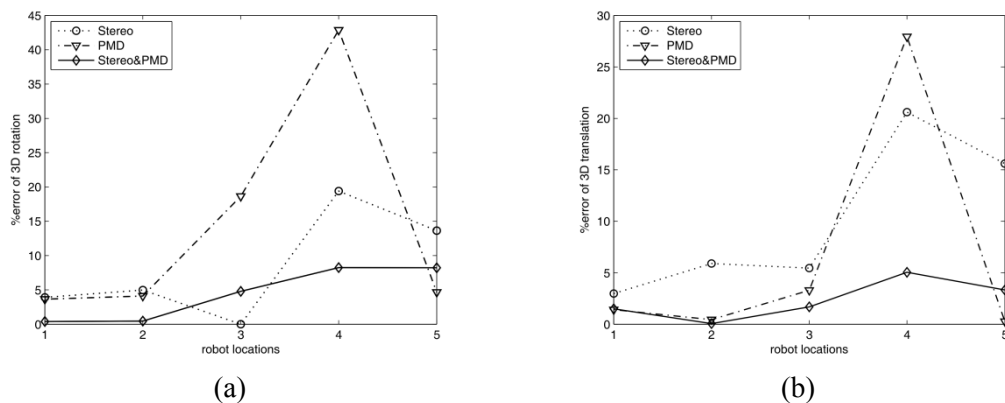 45
40
35
30
25
20
15
10
5
0
%error of 3D rotation
Stereo
PMD
Stereo&PMD
1 2 3 4 5
robot locations
(a)
30
25
20
15
10
5
0
%error of 3D translation
Stereo
PMD
Stereo&PMD
1 2 3 4 5
robot locations
(b)